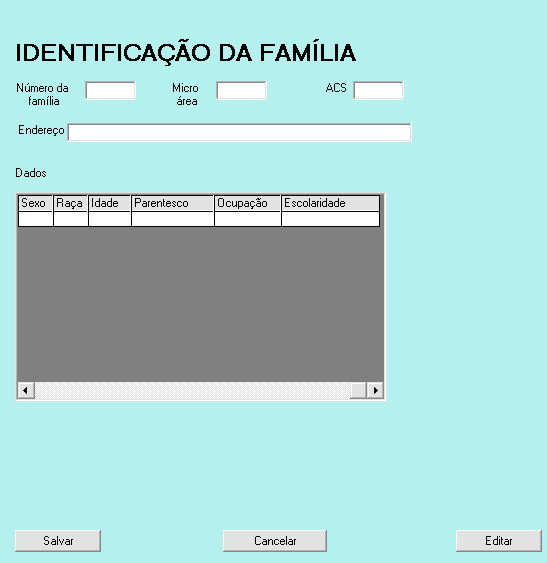 IDENTIFICAÇÃO DA FAMÍLIA
Número da família
Micro área
ACS
Endereço
Dados
Sexo Raça Idade Parentesco Ocupação Escolaridade
Salvar Cancelar Editar